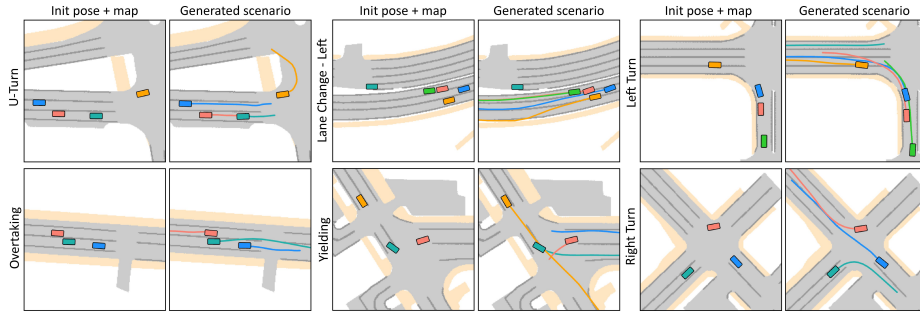 Init pose + map Generated scenario Init pose + map Generated scenario Init pose + map Generated scenario
U-Turn
Lane Change - Left
Left Turn
Overtaking
Yielding
Right Turn